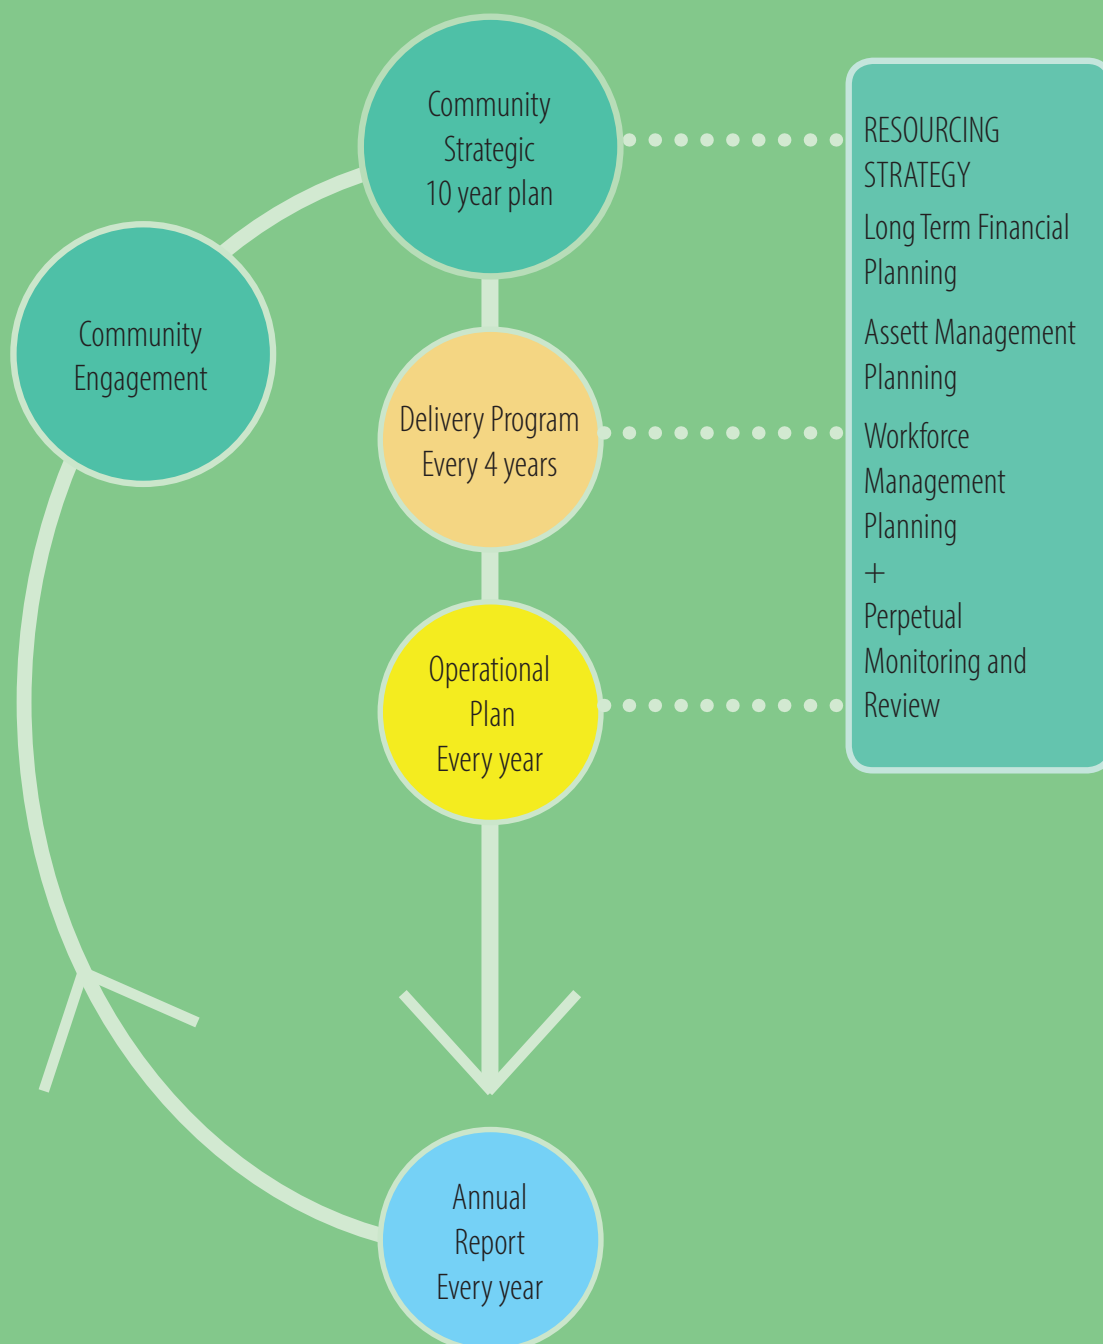 Community
Strategic
10 year plan
Community
Engagement
Delivery Program
Every 4 years
Operational
Plan
Every year
Annual
Report
Every year
RESOURCING
STRATEGY
Long Term Financial
Planning
Assett Management
Planning
Workforce
Management
Planning
+
Perpetual
Monitoring and
Review